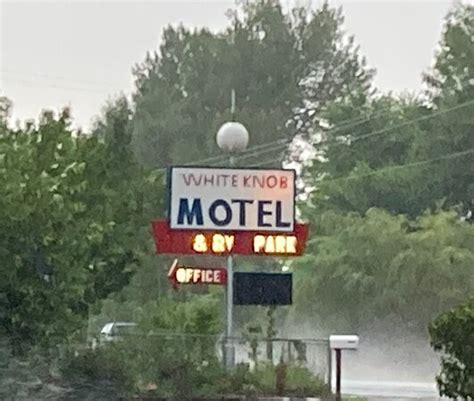 WHITE KNOB
MOTEL
& RV PARK
OFFICE